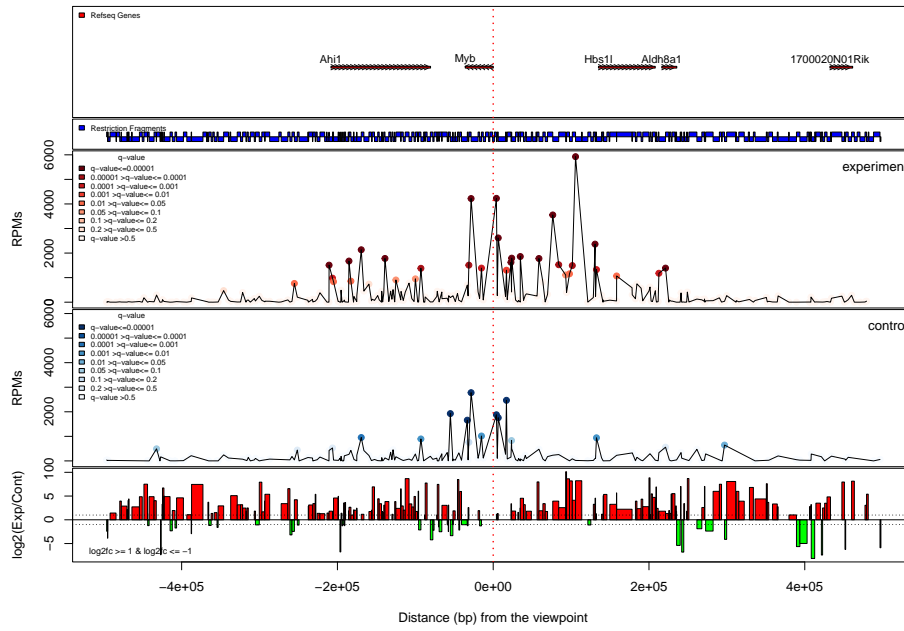 Refseq Genes
Ahi1
Myb
Hbs1l
Aldh8a1
1700020N01Rik
Restriction Fragments
experimen
RPMs
0 2000 4000 6000
q−value
q−value<=0.00001
0.00001 >q−value<= 0.0001
0.0001 >q−value<= 0.001
0.001 >q−value<= 0.01
0.01 >q−value<= 0.05
0.05 >q−value<= 0.1
0.1 >q−value<= 0.2
0.2 >q−value<= 0.5
q−value >0.5
contro
RPMs
0 2000 4000 6000
q−value
q−value<=0.00001
0.00001 >q−value<= 0.0001
0.0001 >q−value<= 0.001
0.001 >q−value<= 0.01
0.01 >q−value<= 0.05
0.05 >q−value<= 0.1
0.1 >q−value<= 0.2
0.2 >q−value<= 0.5
q−value >0.5
log2(Exp/Cont)
−5 0 5 10
log2fc >= 1 & log2fc <= −1
−4e+05 −2e+05 0e+00 2e+05 4e+05
Distance (bp) from the viewpoint